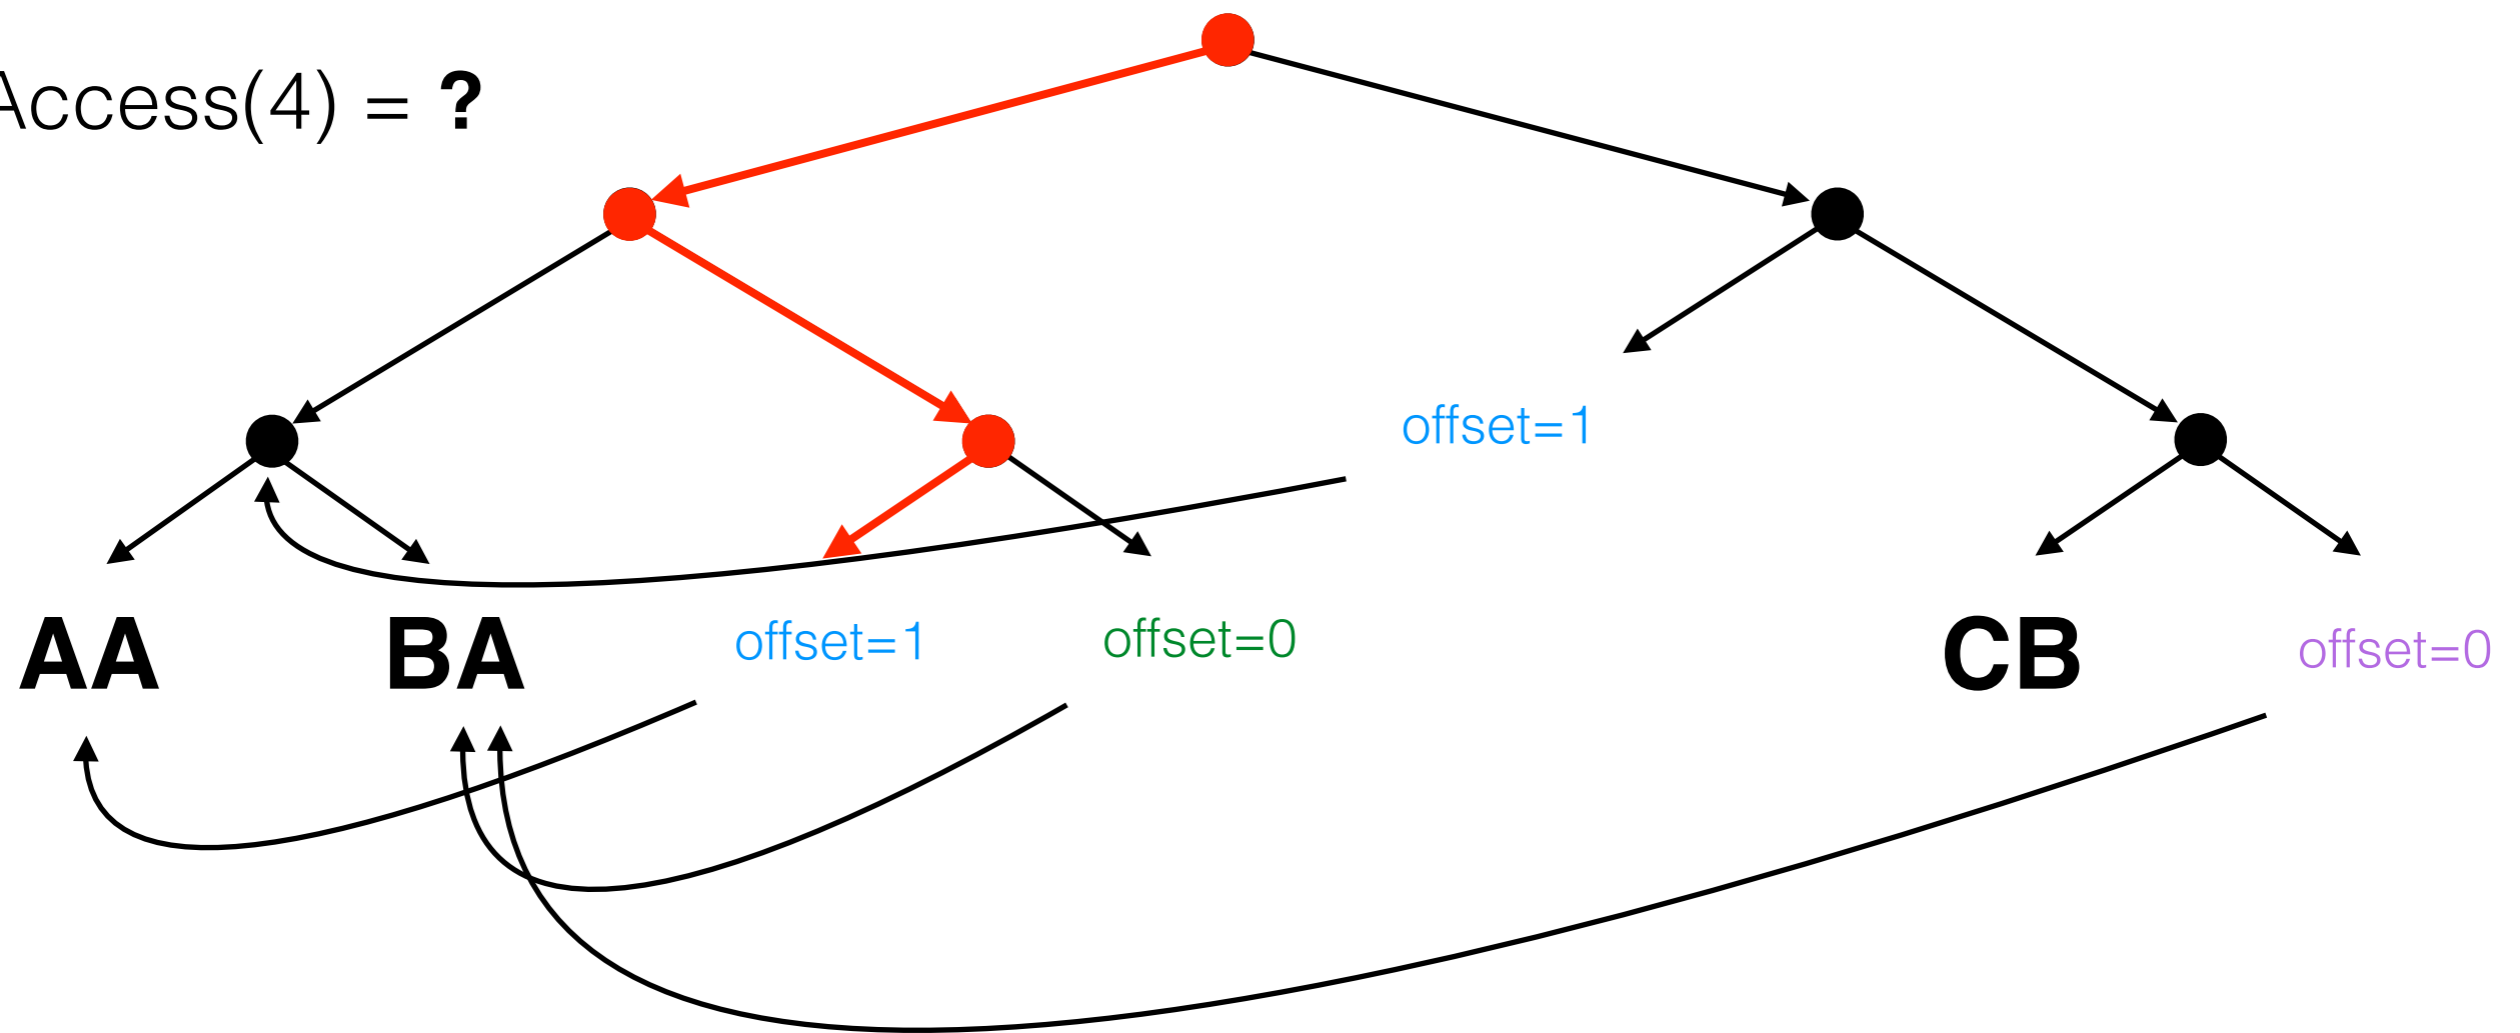 Access(4) = ?
offset=1
AA BA offset=1 offset=0 CB offset=0